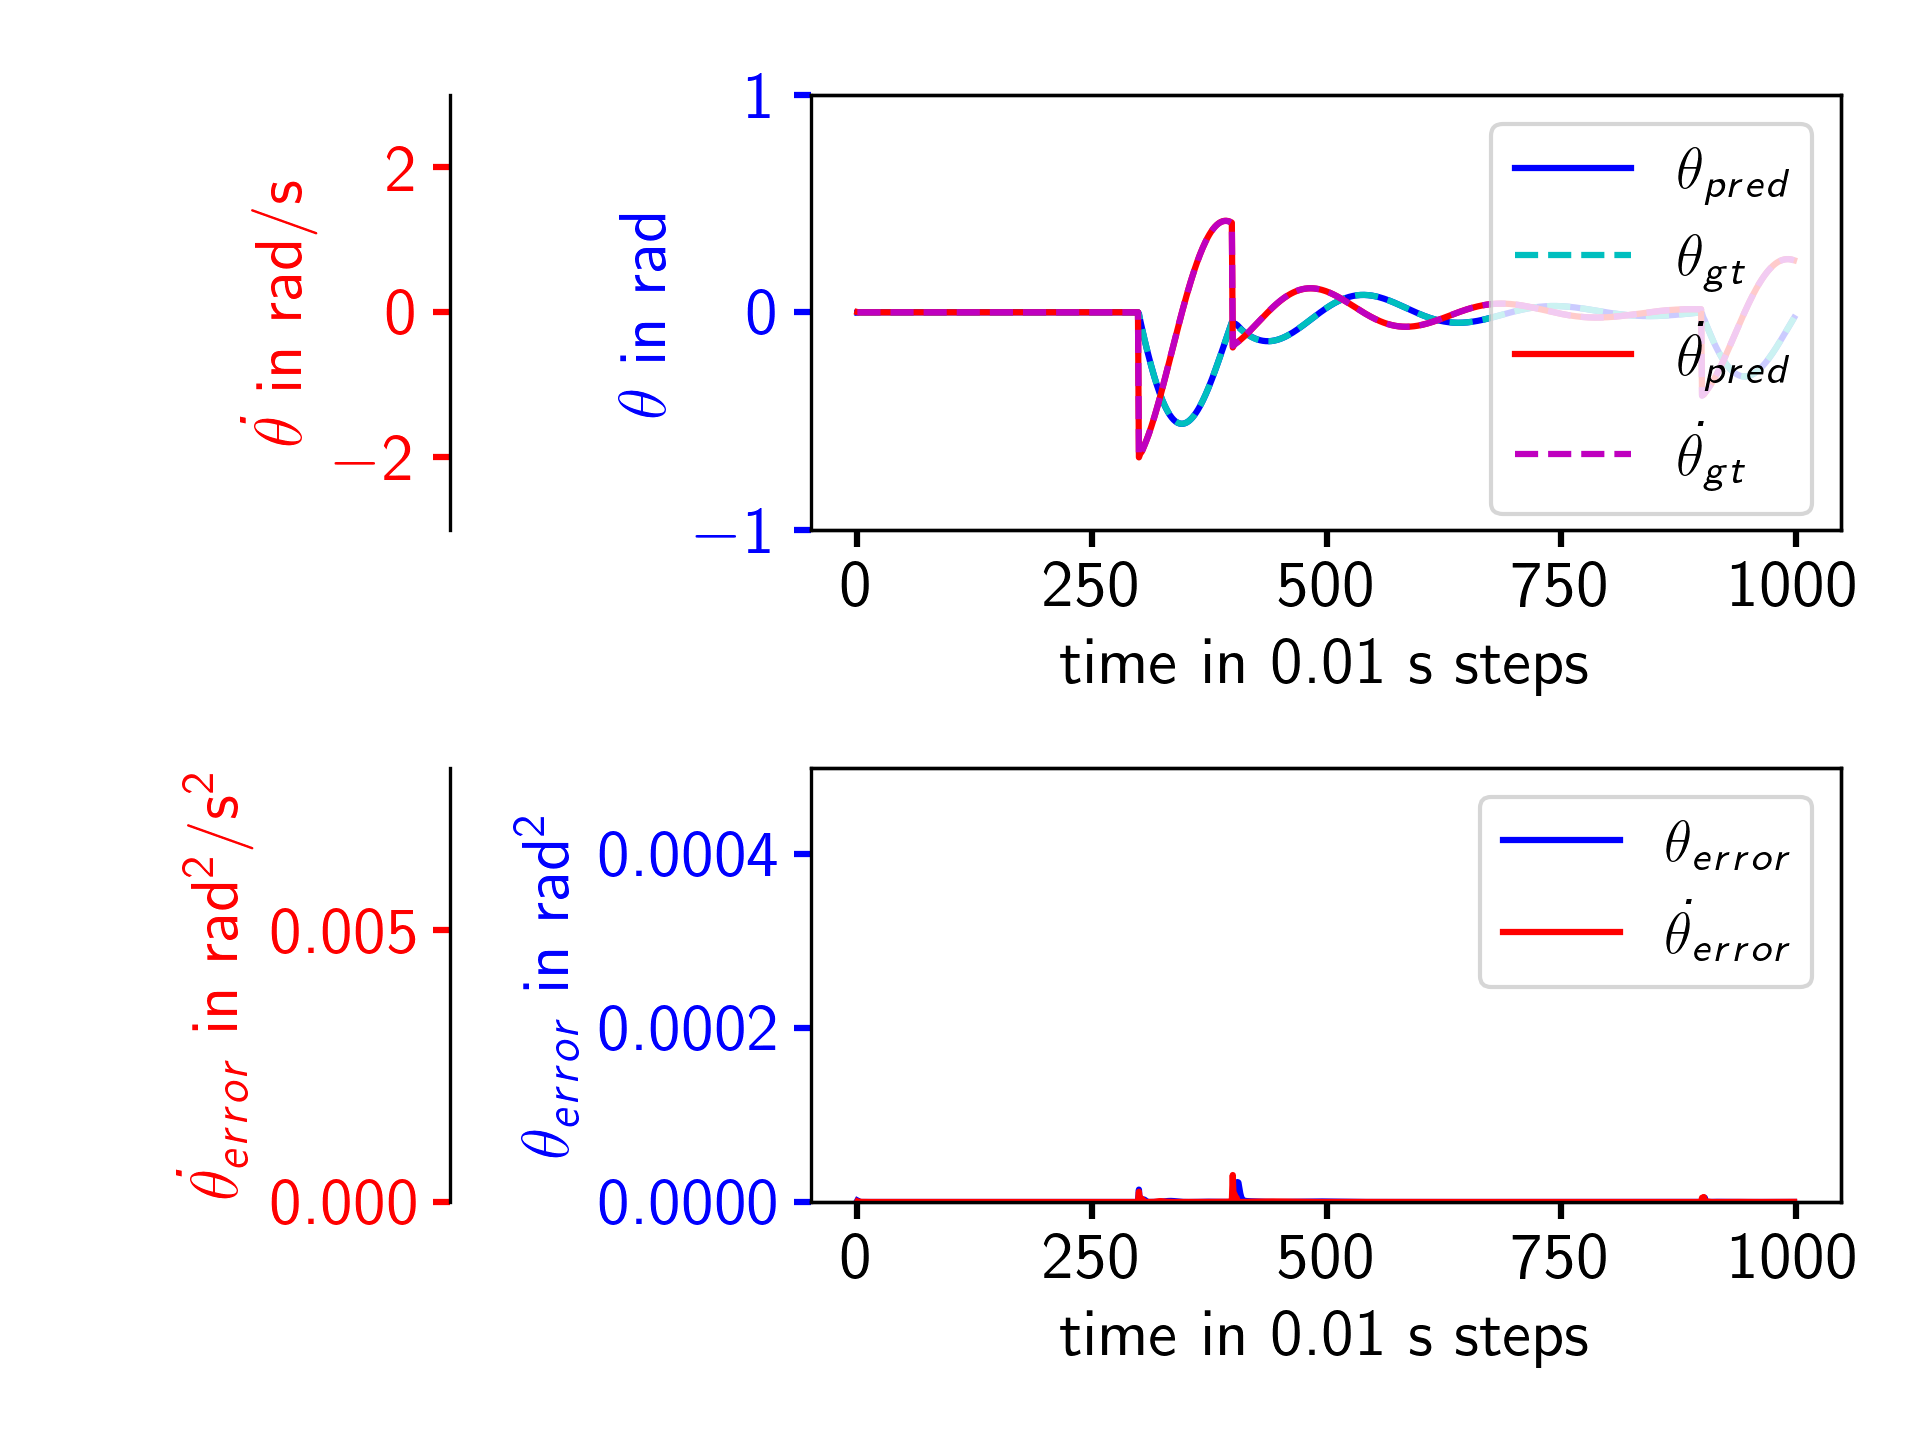 θ̇ in rad/s
2
0
−2
θ in rad
1
0
−1
θ_pred
θ_gt
θ̇_pred
θ̇_gt
0 250 500 750 1000
time in 0.01 s steps
θ̇_error in rad²/s²
0.005
0.000
θ_error in rad²
0.0004
0.0002
0.0000
θ_error
θ̇_error
0 250 500 750 1000
time in 0.01 s steps